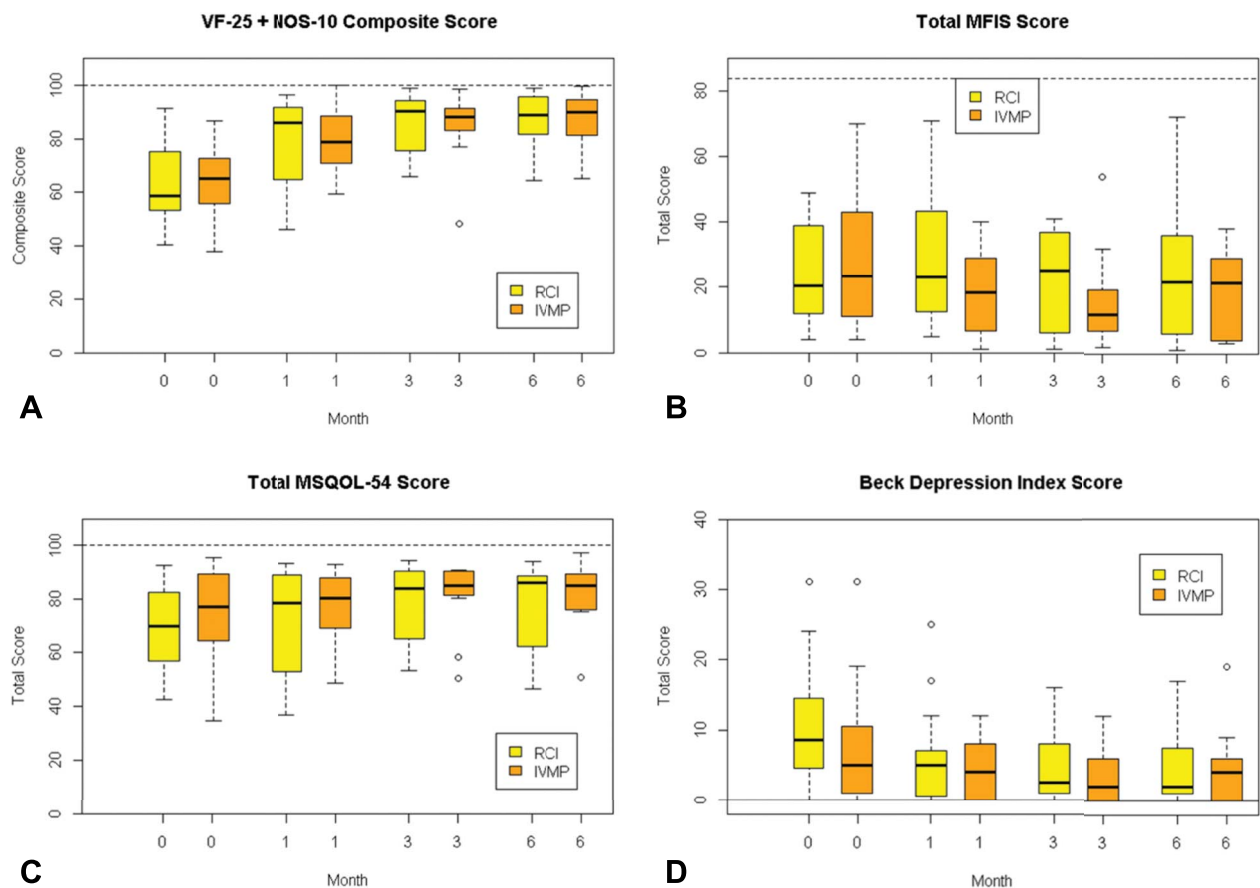 VF-25 + NOS-10 Composite Score
Composite Score
100
80
60
40
20
0
RCI
IVMP
0 0 1 1 3 3 6 6
Month
A
Total MFIS Score
Total Score
80
60
40
20
0
RCI
IVMP
0 0 1 1 3 3 6 6
Month
B
Total MSQOL-54 Score
Total Score
100
80
60
40
20
0
RCI
IVMP
0 0 1 1 3 3 6 6
Month
C
Beck Depression Index Score
Total Score
40
30
20
10
0
RCI
IVMP
0 0 1 1 3 3 6 6
Month
D